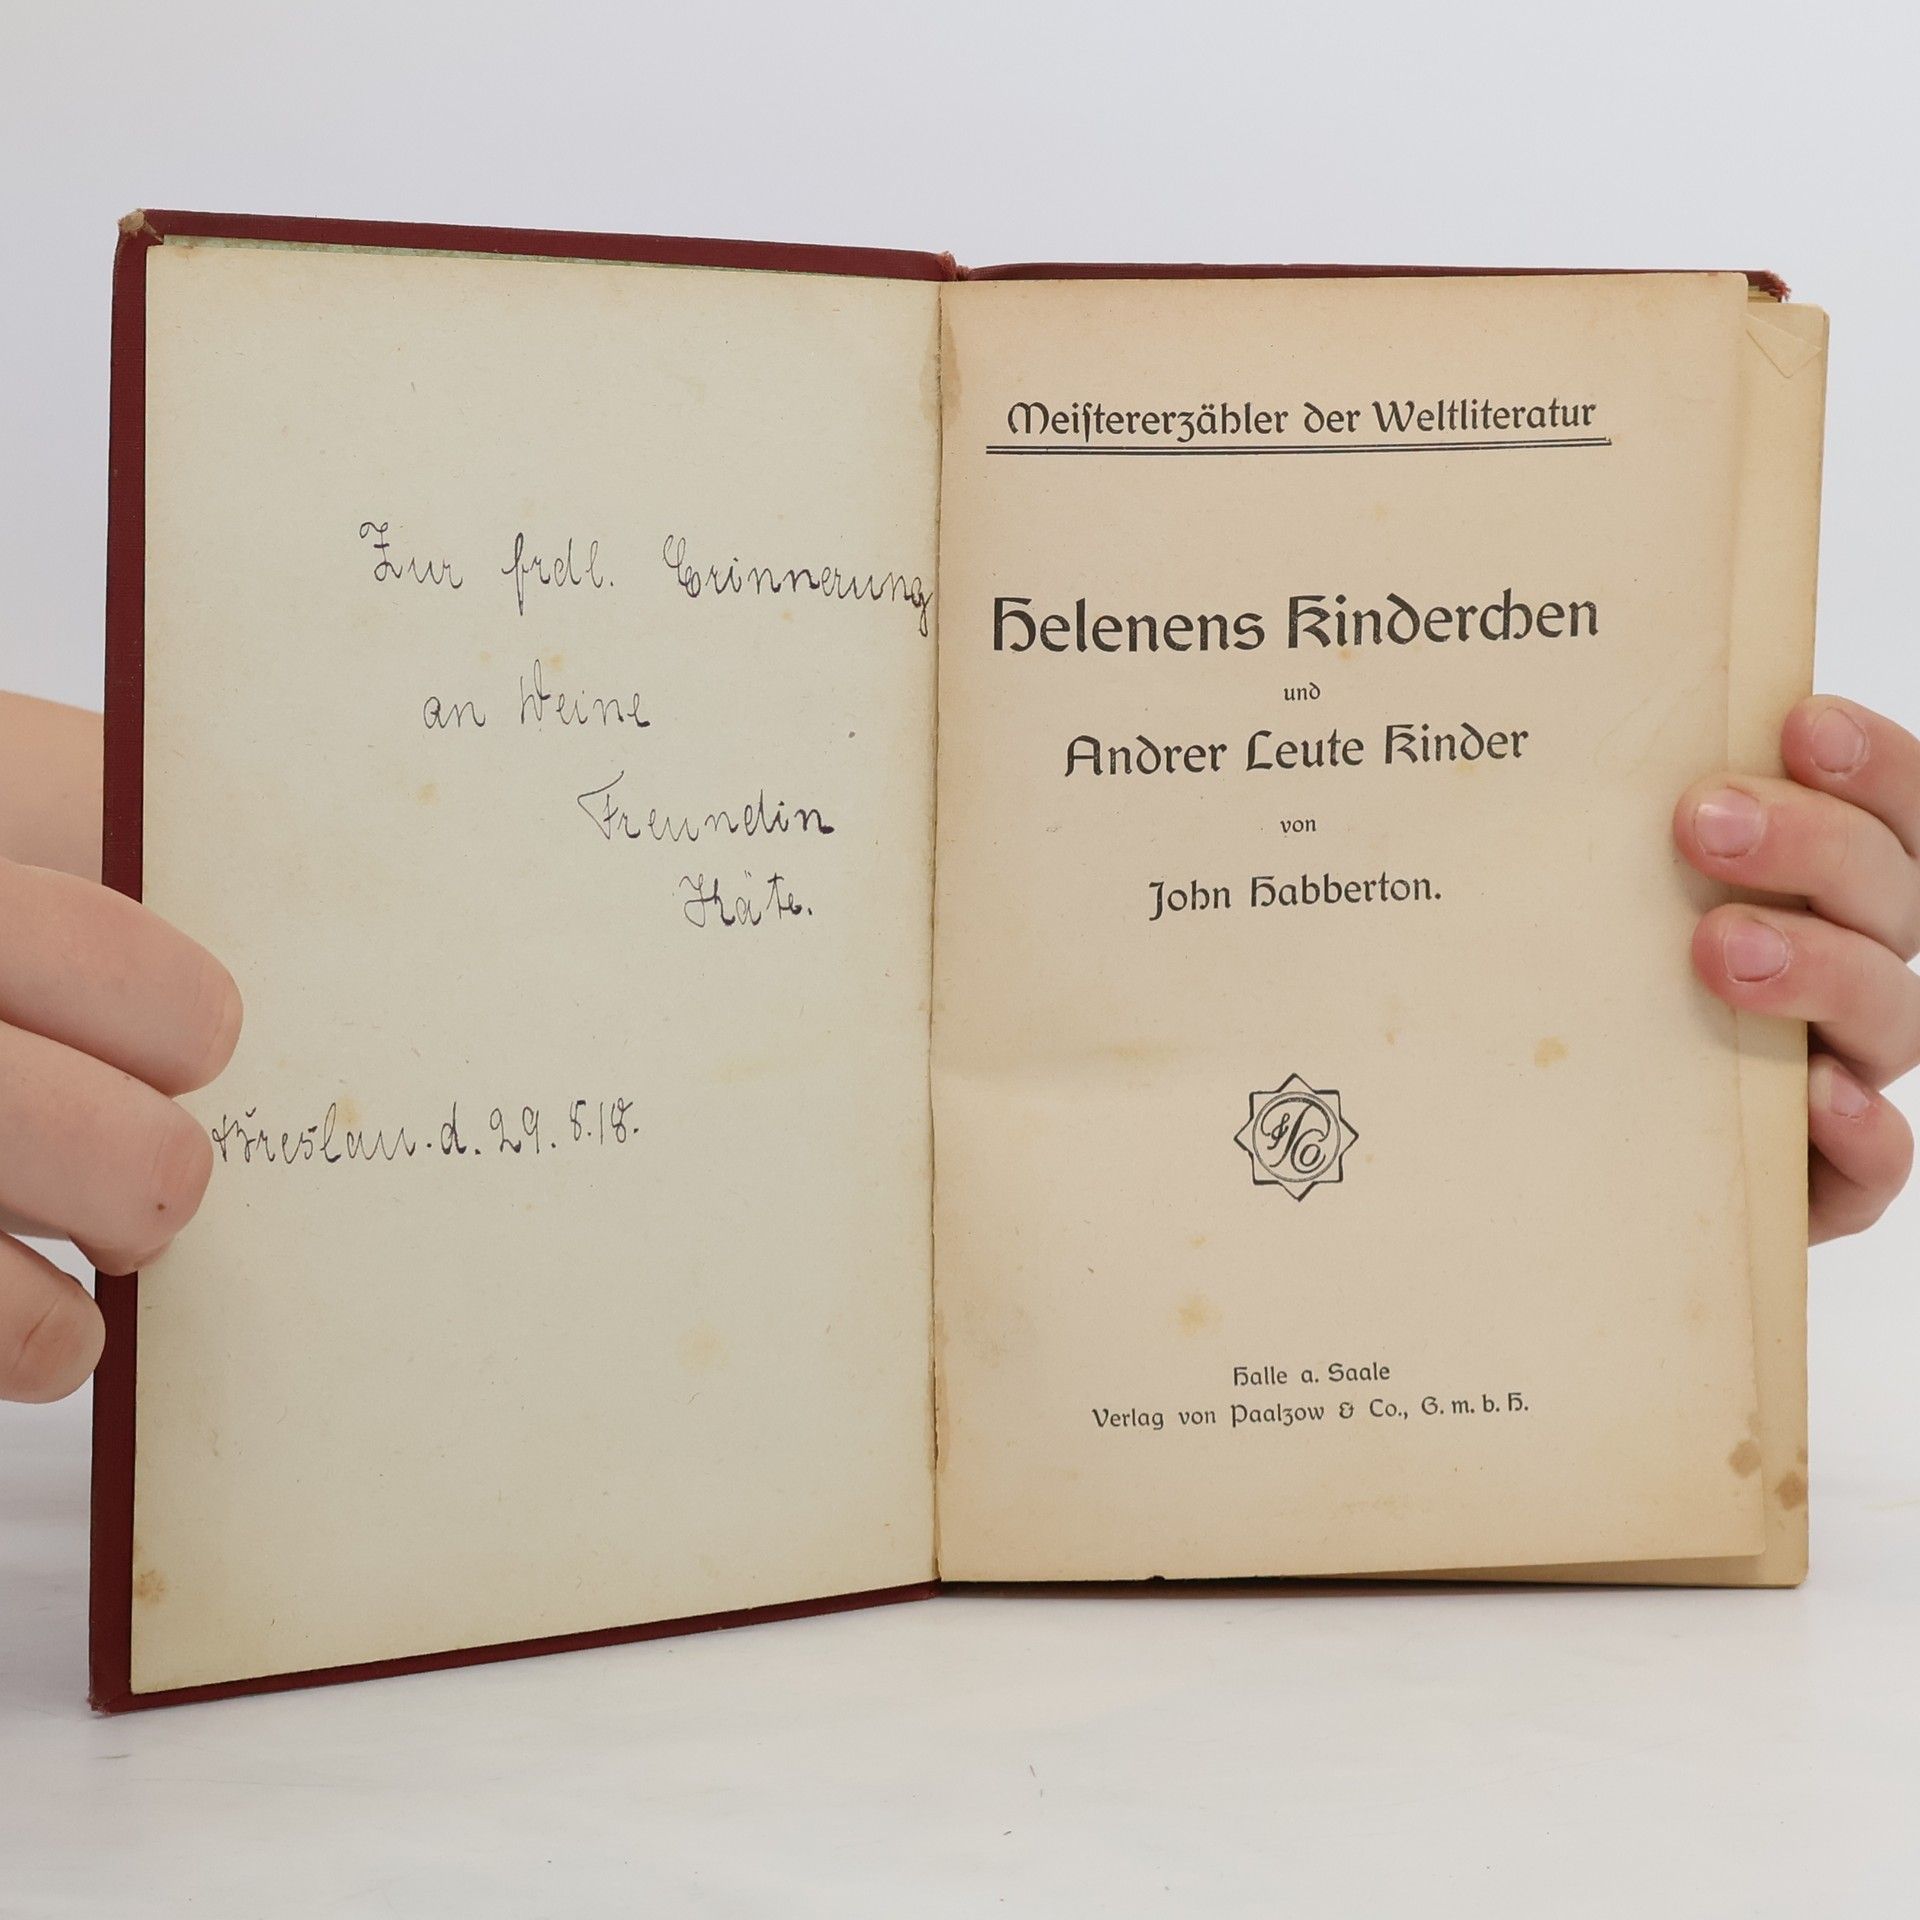 Zur frdl. Erinnerung
an Deine
Freundin
Käte.
Breslau. d. 29. 8. 18.
Meiſtererzähler der Weltliteratur
Helenens Kinderchen
und
Andrer Leute Kinder
von
John Habberton.
P & Co
Halle a. Saale
Verlag von Paalzow & Co., G. m. b. H.